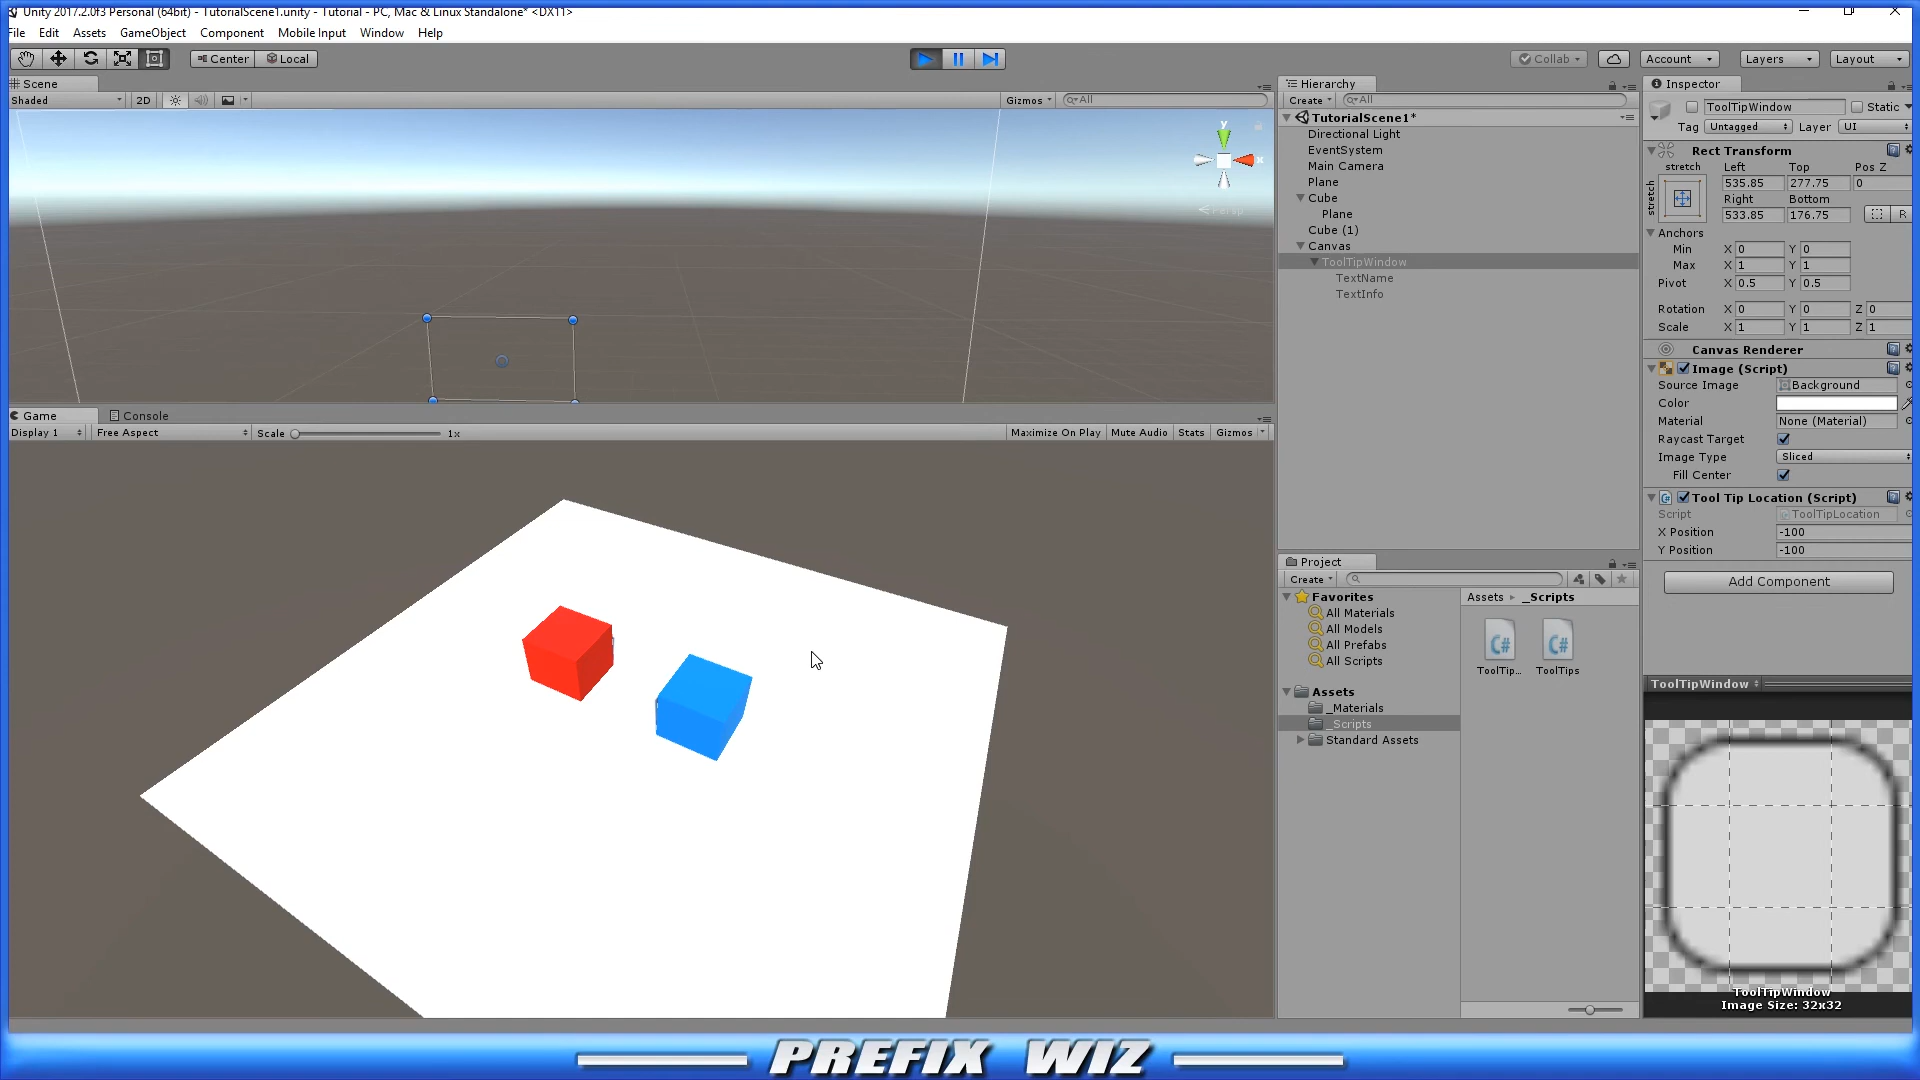 Unity 2017.2.0f3 Personal (64bit) - TutorialScene1.unity - Tutorial - PC, Mac & Linux Standalone* <DX11>
File Edit Assets GameObject Component Mobile Input Window Help
Center Local
Collab Account Layers Layout
Scene
Shaded 2D Gizmos All
y
x
Persp
Game Console
Display 1 Free Aspect Scale 1x Maximize On Play Mute Audio Stats Gizmos
Hierarchy
Create All
TutorialScene1*
Directional Light
EventSystem
Main Camera
Plane
Cube
Plane
Cube (1)
Canvas
ToolTipWindow
TextName
TextInfo
Project
Create
Favorites
All Materials
All Models
All Prefabs
All Scripts
Assets
_Materials
_Scripts
Standard Assets
Assets _Scripts
C# C#
ToolTip... ToolTips
Inspector
ToolTipWindow Static
Tag Untagged Layer UI
Rect Transform
stretch Left Top Pos Z
stretch 535.85 277.75 0
Right Bottom
533.85 176.75 R
Anchors
Min X 0 Y 0
Max X 1 Y 1
Pivot X 0.5 Y 0.5
Rotation X 0 Y 0 Z 0
Scale X 1 Y 1 Z 1
Canvas Renderer
Image (Script)
Source Image Background
Color
Material None (Material)
Raycast Target
Image Type Sliced
Fill Center
Tool Tip Location (Script)
Script ToolTipLocation
X Position -100
Y Position -100
Add Component
ToolTipWindow
ToolTipWindow
Image Size: 32x32
PREFIX WIZ